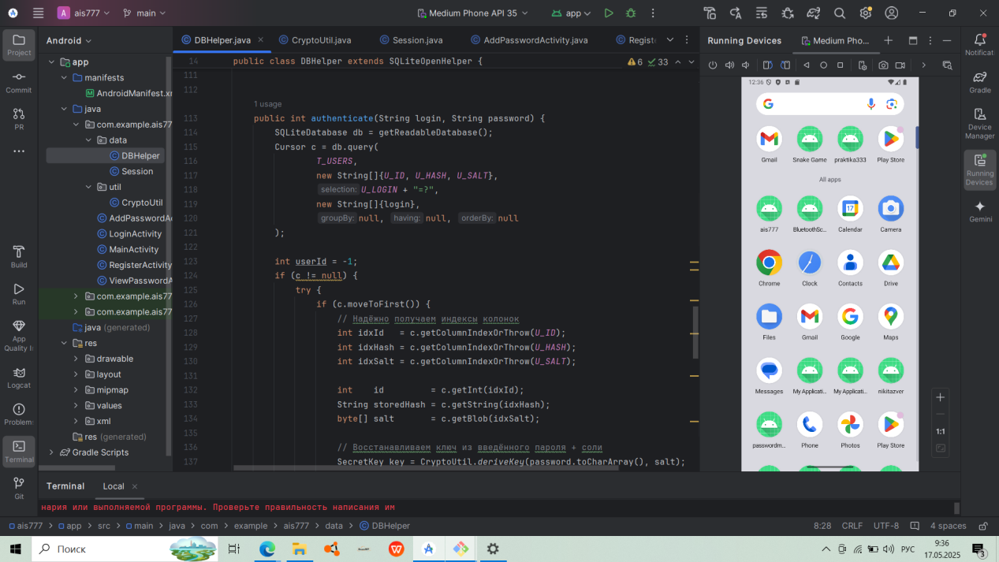 ais777
main
Medium Phone API 35
app
Android
DBHelper.java
CryptoUtil.java
Session.java
AddPasswordActivity.java
Regist
Running Devices
Medium Pho...
Project
Commit
PR
Build
Run
App
Quality I
Logcat
Problem
Terminal
Git
app
manifests
AndroidManifest.xm
java
com.example.ais77
data
DBHelper
Session
util
CryptoUtil
AddPasswordA
LoginActivity
MainActivity
RegisterActivity
ViewPasswordA
com.example.ais77
com.example.ais77
java (generated)
res
drawable
layout
mipmap
values
xml
res (generated)
Gradle Scripts
14 public class DBHelper extends SQLiteOpenHelper {
6 33
111
112
1 usage
113 public int authenticate(String login, String password) {
114 SQLiteDatabase db = getReadableDatabase();
115 Cursor c = db.query(
116 T_USERS,
117 new String[]{U_ID, U_HASH, U_SALT},
118 selection: U_LOGIN + "=?",
119 new String[]{login},
120 groupBy: null, having: null, orderBy: null
121 );
122
123 int userId = -1;
124 if (c != null) {
125 try {
126 if (c.moveToFirst()) {
127 // Надёжно получаем индексы колонок
128 int idxId = c.getColumnIndexOrThrow(U_ID);
129 int idxHash = c.getColumnIndexOrThrow(U_HASH);
130 int idxSalt = c.getColumnIndexOrThrow(U_SALT);
131
132 int id = c.getInt(idxId);
133 String storedHash = c.getString(idxHash);
134 byte[] salt = c.getBlob(idxSalt);
135
136 // Восстанавливаем ключ из введённого пароля + соли
137 SecretKey key = CryptoUtil.deriveKey(password.toCharArray(), salt);
12:36
Gmail
Snake Game
praktika333
Play Store
All apps
ais777
BluetoothSc...
Calendar
Camera
Chrome
Clock
Contacts
Drive
Files
Gmail
Google
Maps
Messages
My Applicati...
My Applicati...
nikitazver
passwordm...
Phone
Photos
Play Store
1:1
Notificat
Gradle
Device
Manager
Running
Devices
Gemini
Terminal
Local
нария или выполняемой программы. Проверьте правильность написания им
ais777 > app > src > main > java > com > example > ais777 > data > DBHelper
8:28
CRLF
UTF-8
4 spaces
Поиск
РУС
9:36
17.05.2025
3